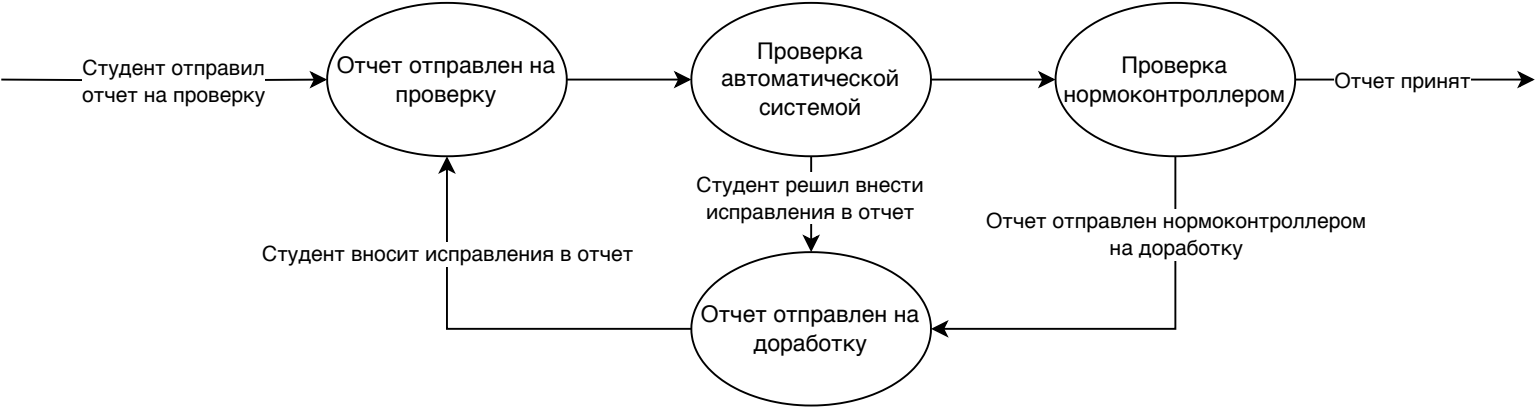 Студент отправил
отчет на проверку
Отчет отправлен на
проверку
Проверка
автоматической
системой
Проверка
нормоконтроллером
Отчет принят
Студент решил внести
исправления в отчет
Отчет отправлен нормоконтроллером
на доработку
Студент вносит исправления в отчет
Отчет отправлен на
доработку